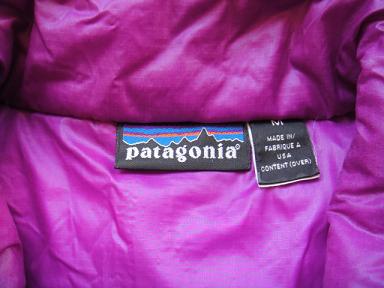 patagonia®
M
MADE IN/
FABRIQUE A
USA
CONTENT (OVER)